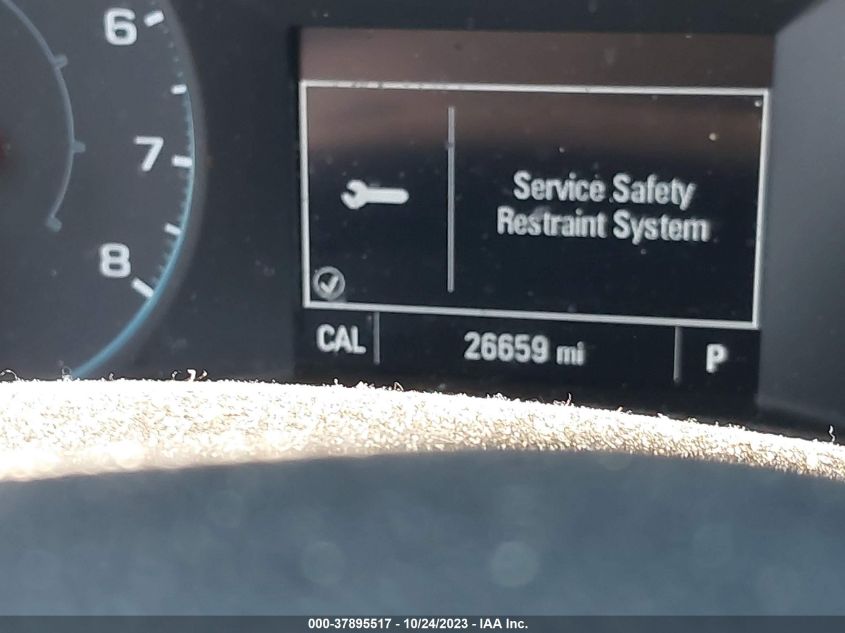 6
7
8
Service Safety
Restraint System
CAL
26659 mi
P
000-37895517 - 10/24/2023 - IAA Inc.